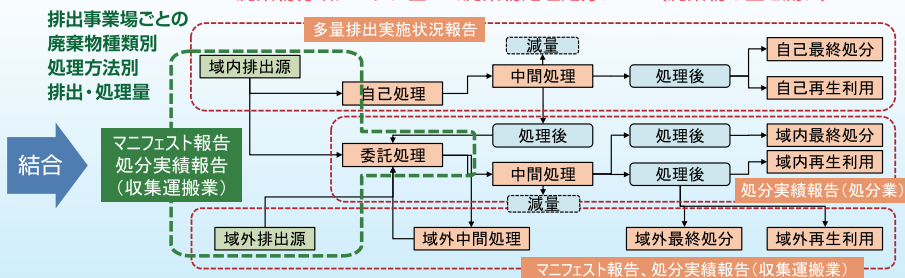 排出事業場ごとの
廃棄物種類別
処理方法別
排出・処理量
多量排出実施状況報告
域内排出源
減量
自己最終処分
自己処理
中間処理
処理後
自己再生利用
結合
マニフェスト報告
処分実績報告
(収集運搬業)
処理後
処理後
域内最終処分
委託処理
中間処理
処理後
域内再生利用
減量
処分実績報告(処分業)
域外排出源
域外中間処理
域外最終処分
域外再生利用
マニフェスト報告、処分実績報告(収集運搬業)